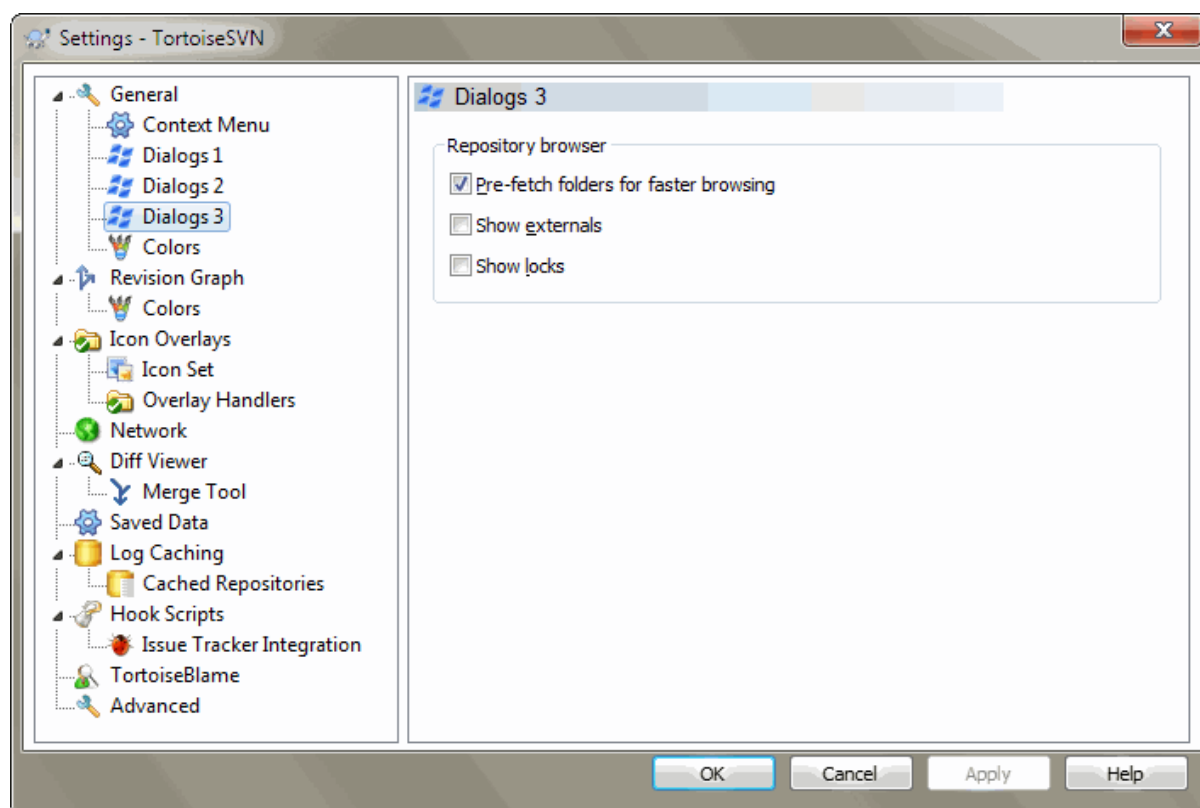 Settings - TortoiseSVN
General
Context Menu
Dialogs 1
Dialogs 2
Dialogs 3
Colors
Revision Graph
Colors
Icon Overlays
Icon Set
Overlay Handlers
Network
Diff Viewer
Merge Tool
Saved Data
Log Caching
Cached Repositories
Hook Scripts
Issue Tracker Integration
TortoiseBlame
Advanced
Dialogs 3
Repository browser
Pre-fetch folders for faster browsing
Show externals
Show locks
OK
Cancel
Apply
Help